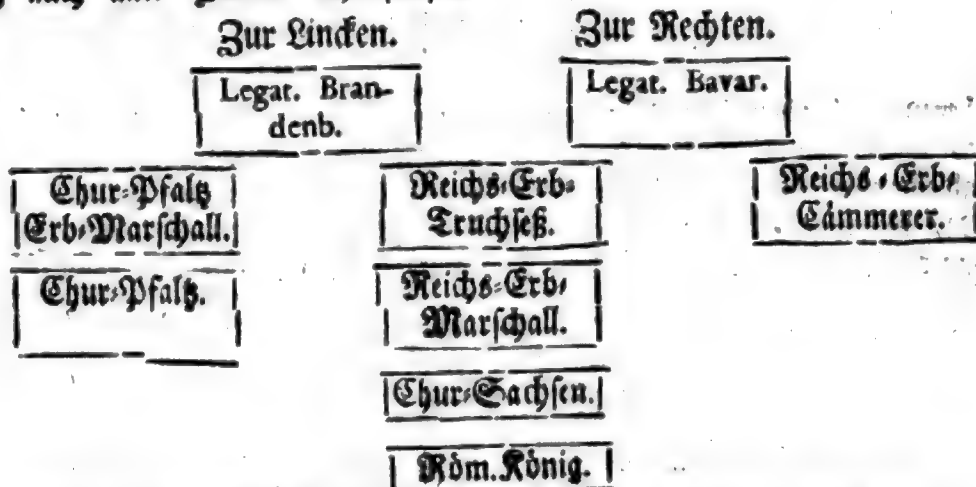 Zur Lincken. Zur Rechten.
Legat. Bran-
denb.
Legat. Bavar.
Chur-Pfaltz
Erb-Marschall.
Reichs-Erb-
Truchseß.
Reichs-Erb-
Cämmerer.
Chur-Pfaltz.
Reichs-Erb-
Marschall.
Chur-Sachsen.
Röm. König.